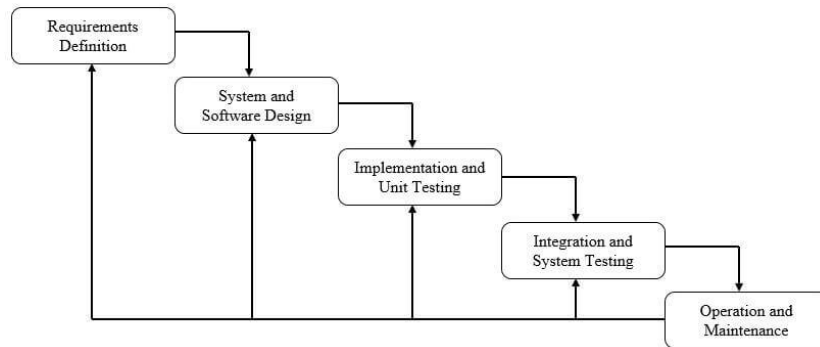 Requirements
Definition
System and
Software Design
Implementation and
Unit Testing
Integration and
System Testing
Operation and
Maintenance